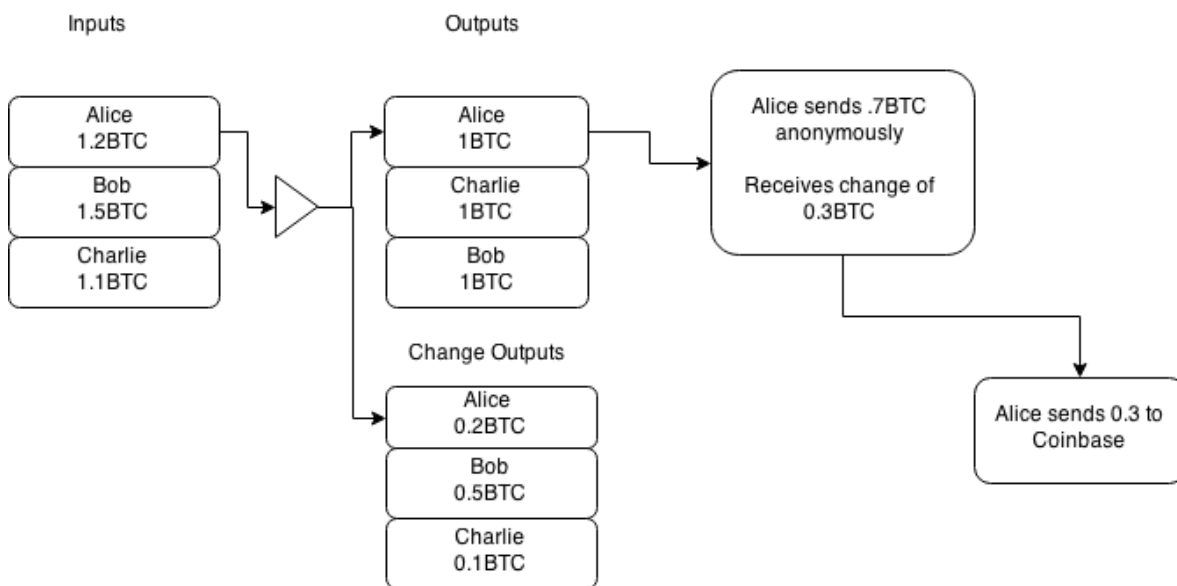 Inputs
Outputs
Alice
1.2BTC
Bob
1.5BTC
Charlie
1.1BTC
Alice
1BTC
Charlie
1BTC
Bob
1BTC
Change Outputs
Alice
0.2BTC
Bob
0.5BTC
Charlie
0.1BTC
Alice sends .7BTC
anonymously
Receives change of
0.3BTC
Alice sends 0.3 to
Coinbase